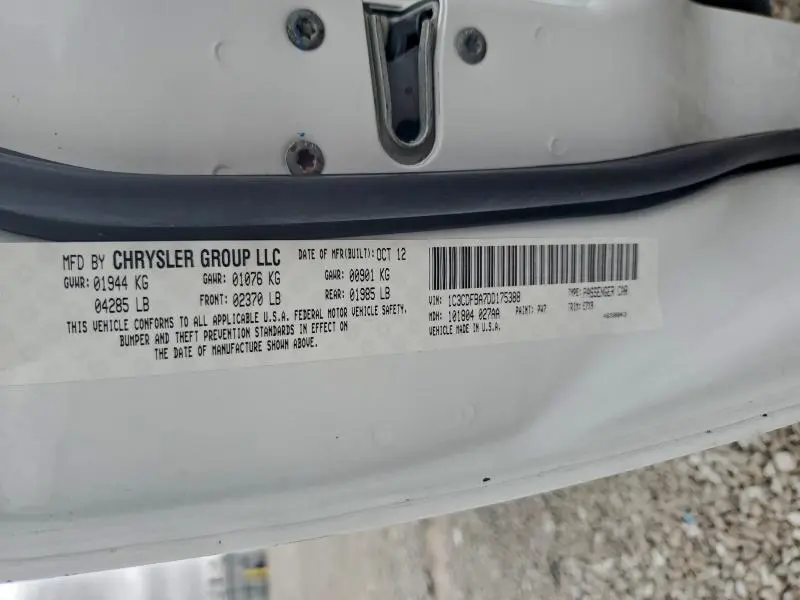 MFD BY CHRYSLER GROUP LLC DATE OF MFR(BUILT): OCT 12
GVWR: 01944 KG GAWR: 01076 KG GAWR: 00901 KG
04285 LB FRONT: 02370 LB REAR: 01985 LB
THIS VEHICLE CONFORMS TO ALL APPLICABLE U.S.A. FEDERAL MOTOR VEHICLE SAFETY,
BUMPER AND THEFT PREVENTION STANDARDS IN EFFECT ON
THE DATE OF MANUFACTURE SHOWN ABOVE.
VIN: 1C3CDFBA7DD175388 TYPE: PASSENGER CAR
MDH: 101804 027AA PAINT: PW7 TRIM:
VEHICLE MADE IN U.S.A.